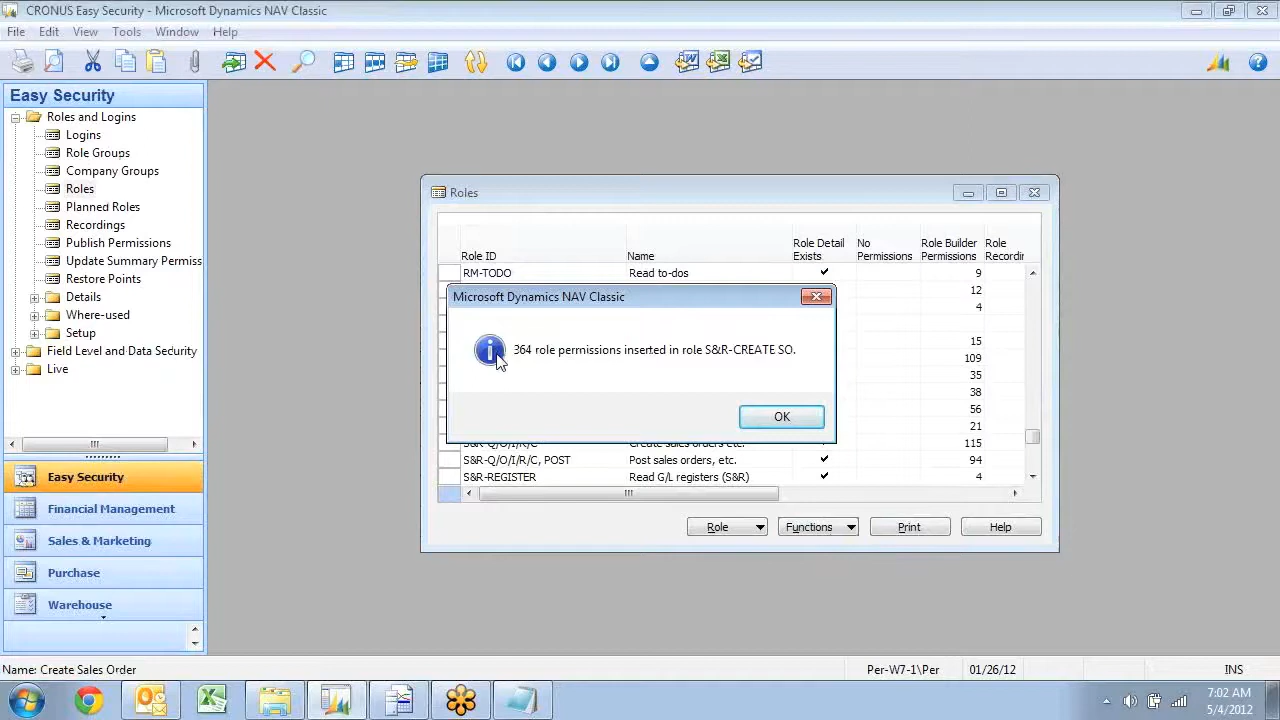 CRONUS Easy Security - Microsoft Dynamics NAV Classic
File Edit View Tools Window Help
Easy Security
Roles and Logins
Logins
Role Groups
Company Groups
Roles
Planned Roles
Recordings
Publish Permissions
Update Summary Permiss
Restore Points
Details
Where-used
Setup
Field Level and Data Security
Live
Easy Security
Financial Management
Sales & Marketing
Purchase
Warehouse
Roles
Role ID Name Role Detail Exists No Permissions Role Builder Permissions Role Recordir
RM-TODO Read to-dos 9
12
4
15
109
35
38
56
21
S&R-Q/O/I/R/C Create sales orders etc. 115
S&R-Q/O/I/R/C, POST Post sales orders, etc. 94
S&R-REGISTER Read G/L registers (S&R) 4
Microsoft Dynamics NAV Classic
364 role permissions inserted in role S&R-CREATE SO.
OK
Role Functions Print Help
Name: Create Sales Order Per-W7-1\Per 01/26/12 INS
7:02 AM
5/4/2012